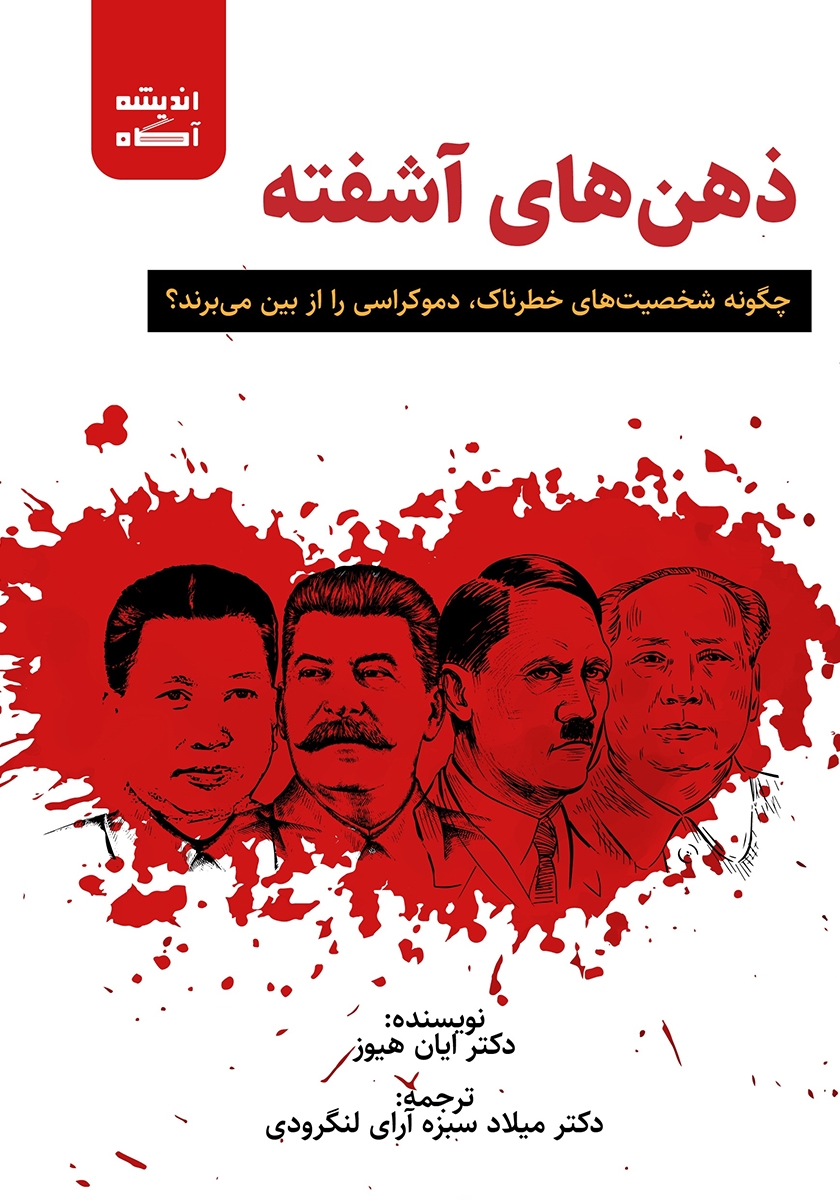 اندیشه
آگاه
ذهن‌های آشفته
چگونه شخصیت‌های خطرناک، دموکراسی را از بین می‌برند؟
نویسنده:
دکتر ایان هیوز
ترجمه:
دکتر میلاد سبزه آرای لنگرودی